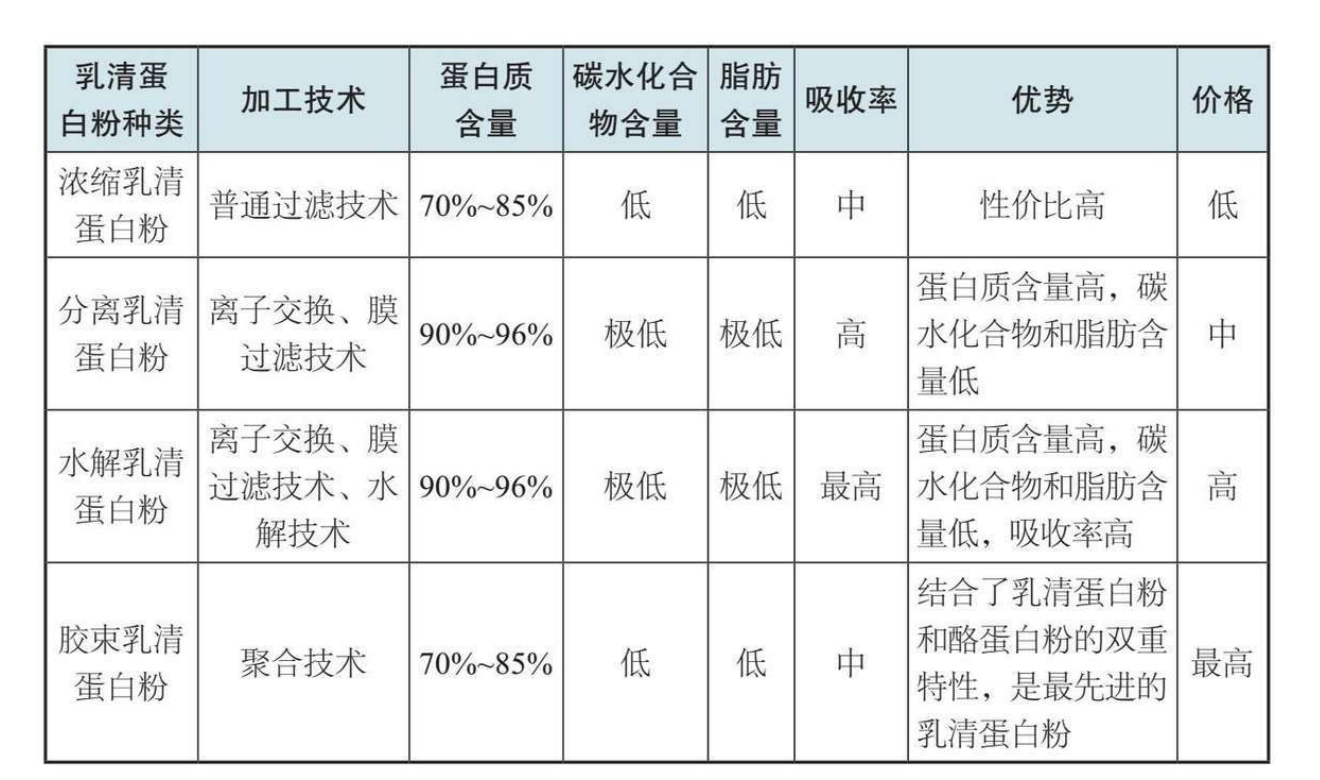 乳清蛋
白粉种类
加工技术
蛋白质
含量
碳水化合
物含量
脂肪
含量
吸收率
优势
价格
浓缩乳清
蛋白粉
普通过滤技术
70%~85%
低
低
中
性价比高
低
分离乳清
蛋白粉
离子交换、膜
过滤技术
90%~96%
极低
极低
高
蛋白质含量高，碳
水化合物和脂肪含
量低
中
水解乳清
蛋白粉
离子交换、膜
过滤技术、水
解技术
90%~96%
极低
极低
最高
蛋白质含量高，碳
水化合物和脂肪含
量低，吸收率高
高
胶束乳清
蛋白粉
聚合技术
70%~85%
低
低
中
结合了乳清蛋白粉
和酪蛋白粉的双重
特性，是最先进的
乳清蛋白粉
最高